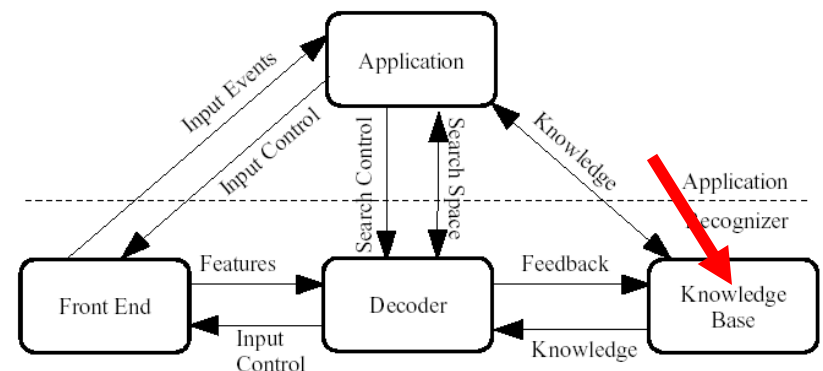 Application
Input Events
Input Control
Search Control
Search Space
Knowledge
Application
Recognizer
Front End
Features
Input
Control
Decoder
Feedback
Knowledge
Knowledge
Base